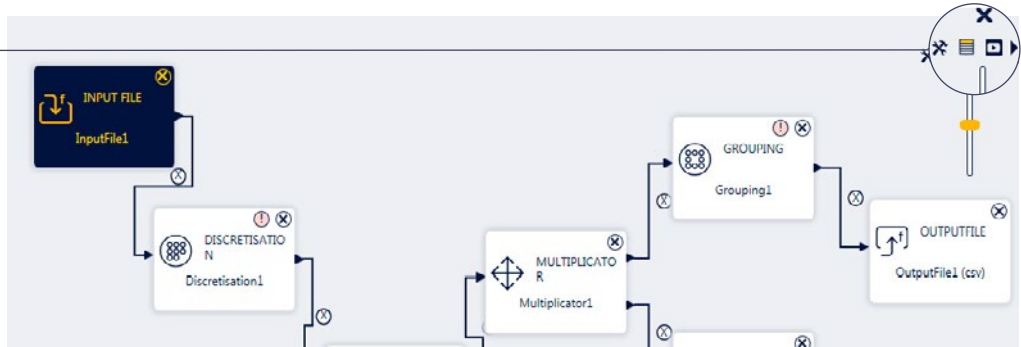 INPUT FILE
InputFile1
DISCRETISATIO
N
Discretisation1
MULTIPLICATO
R
Multiplicator1
GROUPING
Grouping1
OUTPUTFILE
OutputFile1 (csv)